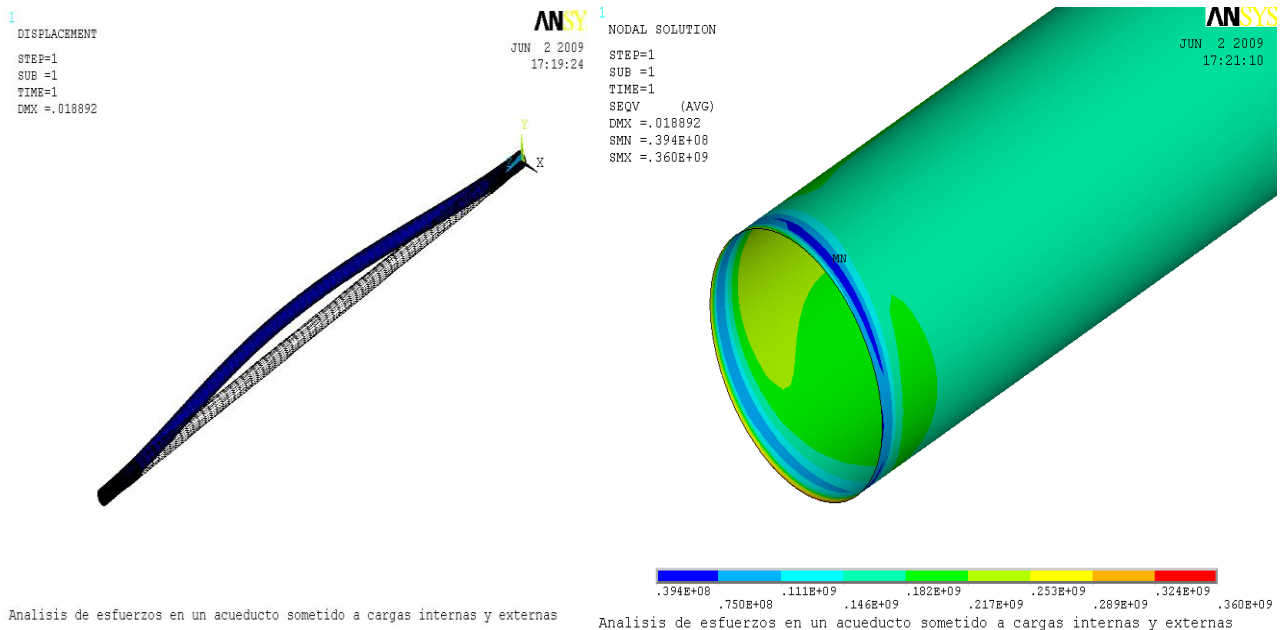 1
DISPLACEMENT
STEP=1
SUB =1
TIME=1
DMX =.018892
ANSYS
JUN 2 2009
17:19:24
Y
Z
X
Analisis de esfuerzos en un acueducto sometido a cargas internas y externas
1
NODAL SOLUTION
STEP=1
SUB =1
TIME=1
SEQV (AVG)
DMX =.018892
SMN =.394E+08
SMX =.360E+09
ANSYS
JUN 2 2009
17:21:10
MN
.394E+08 .111E+09 .182E+09 .253E+09 .324E+09
.750E+08 .146E+09 .217E+09 .289E+09 .360E+09
Analisis de esfuerzos en un acueducto sometido a cargas internas y externas